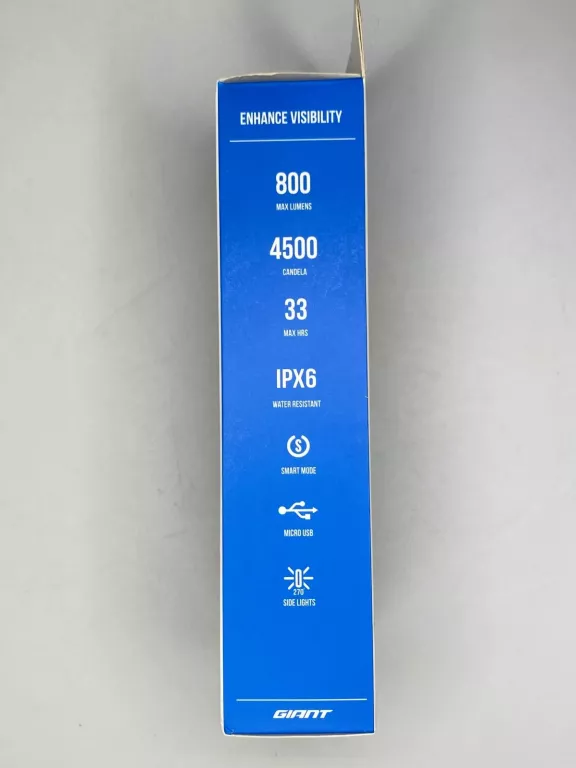 ENHANCE VISIBILITY
800
MAX LUMENS
4500
CANDELA
33
MAX HRS
IPX6
WATER RESISTANT
S
SMART MODE
MICRO USB
270
SIDE LIGHTS
GIANT